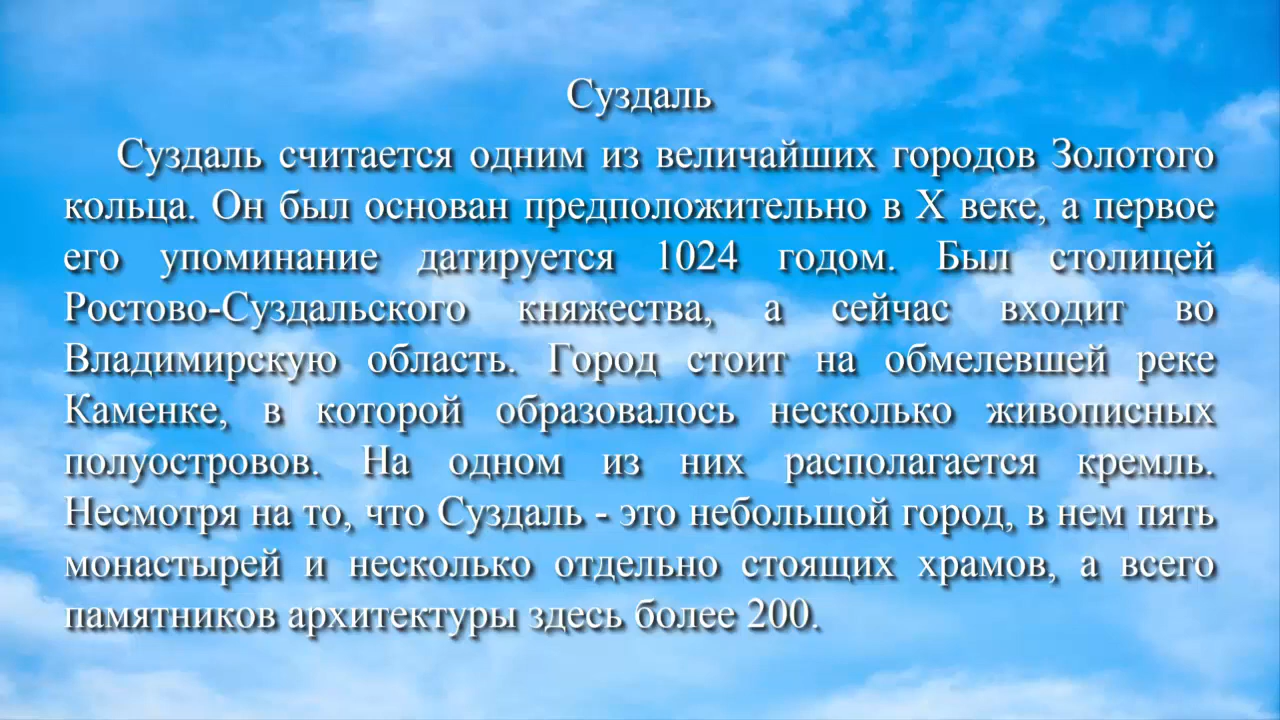 Суздаль
Суздаль считается одним из величайших городов Золотого
кольца. Он был основан предположительно в X веке, а первое
его упоминание датируется 1024 годом. Был столицей
Ростово-Суздальского княжества, а сейчас входит во
Владимирскую область. Город стоит на обмелевшей реке
Каменке, в которой образовалось несколько живописных
полуостровов. На одном из них располагается кремль.
Несмотря на то, что Суздаль - это небольшой город, в нем пять
монастырей и несколько отдельно стоящих храмов, а всего
памятников архитектуры здесь более 200.